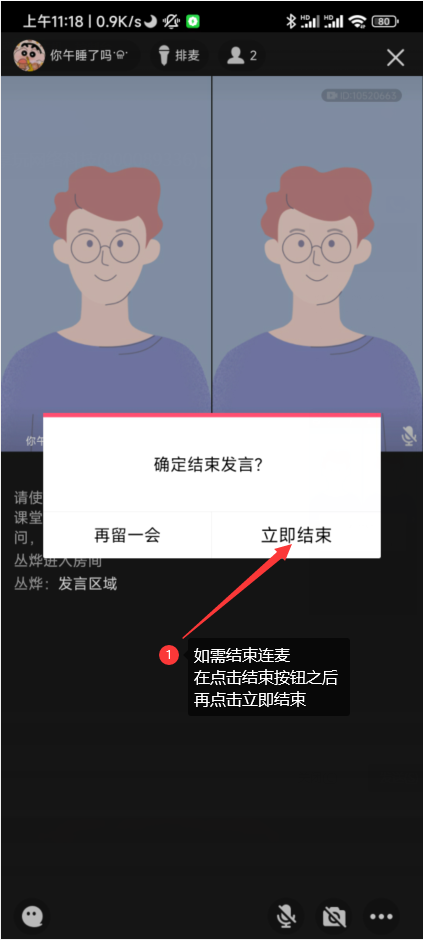 上午11:18 | 0.9K/s
HD HD 80
你午睡了吗 排麦 2
ID:10520663
你午
确定结束发言？
再留一会 立即结束
请使
课堂
问，
丛烨进入房间
丛烨：发言区域
1 如需结束连麦
在点击结束按钮之后
再点击立即结束